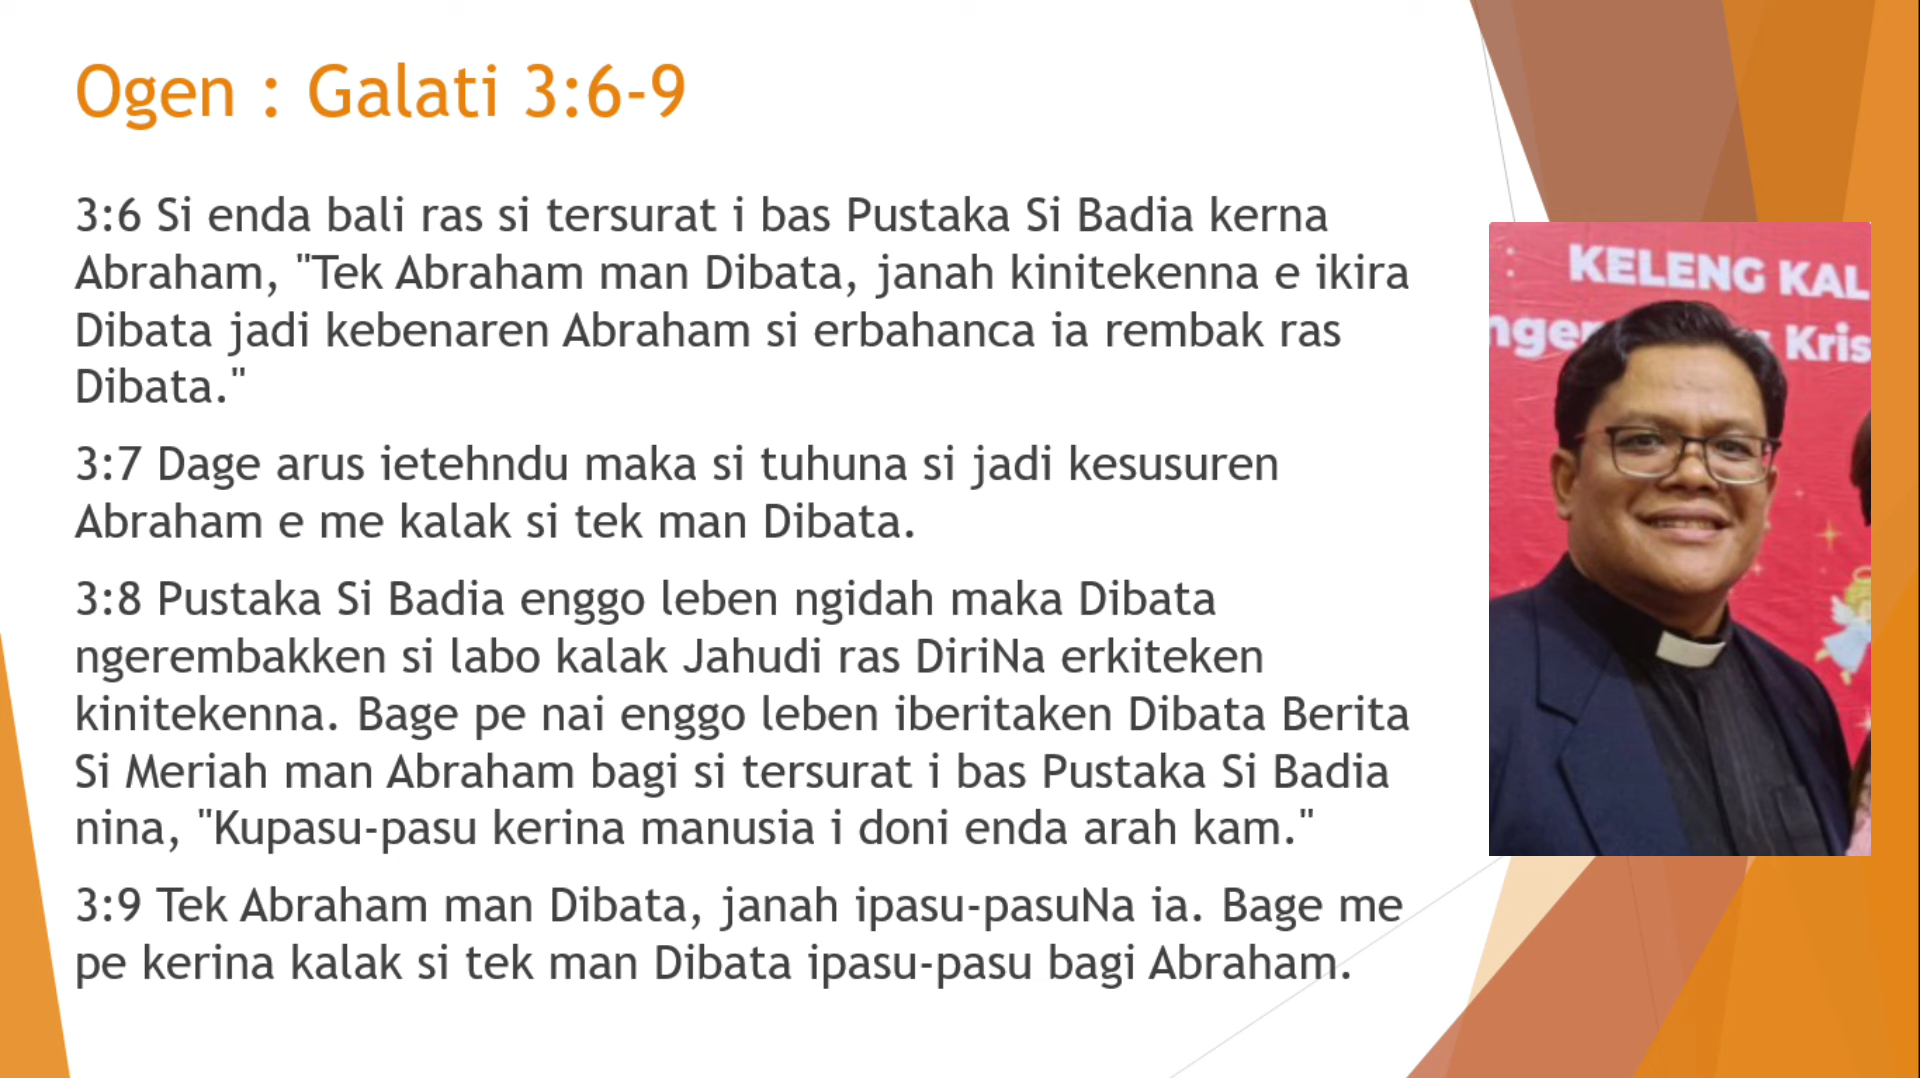 Ogen : Galati 3:6-9
3:6 Si enda bali ras si tersurat i bas Pustaka Si Badia kerna
Abraham, "Tek Abraham man Dibata, janah kinitekenna e ikira
Dibata jadi kebenaren Abraham si erbahanca ia rembak ras
Dibata."
3:7 Dage arus ietehndu maka si tuhuna si jadi kesusuren
Abraham e me kalak si tek man Dibata.
3:8 Pustaka Si Badia enggo leben ngidah maka Dibata
ngerembakken si labo kalak Jahudi ras DiriNa erkiteken
kinitekenna. Bage pe nai enggo leben iberitaken Dibata Berita
Si Meriah man Abraham bagi si tersurat i bas Pustaka Si Badia
nina, "Kupasu-pasu kerina manusia i doni enda arah kam."
3:9 Tek Abraham man Dibata, janah ipasu-pasuNa ia. Bage me
pe kerina kalak si tek man Dibata ipasu-pasu bagi Abraham.
KELENG KAL
Kris